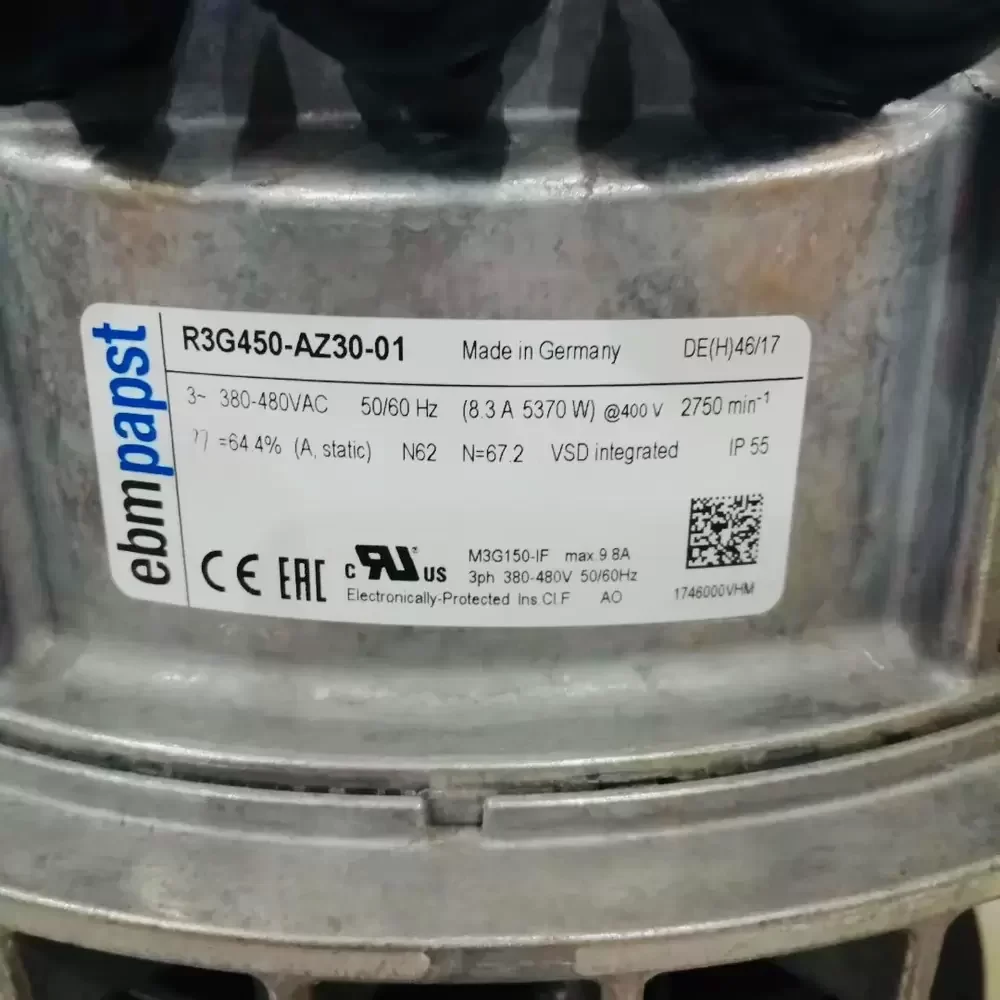 ebmpapst
R3G450-AZ30-01 Made in Germany DE(H)46/17
3~ 380-480VAC 50/60 Hz (8.3 A 5370 W) @400 V 2750 min⁻¹
η =64.4% (A, static) N62 N=67.2 VSD integrated IP 55
CE EAC c RU US
M3G150-IF max.9.8A
3ph 380-480V 50/60Hz
Electronically-Protected Ins.Cl.F AO
1746000VHM